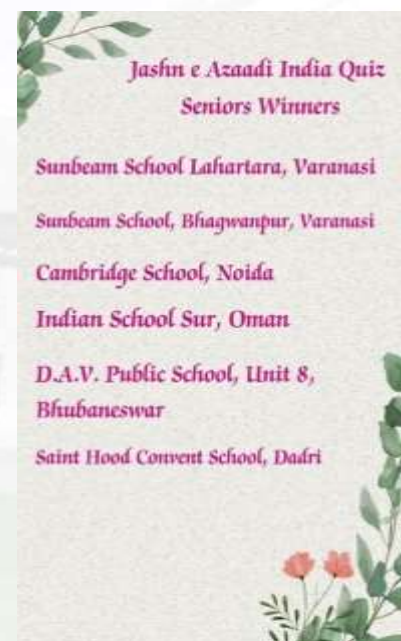 Jashn e Azaadi India Quiz
Seniors Winners
Sunbeam School Lahartara, Varanasi
Sunbeam School, Bhagwanpur, Varanasi
Cambridge School, Noida
Indian School Sur, Oman
D.A.V. Public School, Unit 8,
Bhubaneswar
Saint Hood Convent School, Dadri